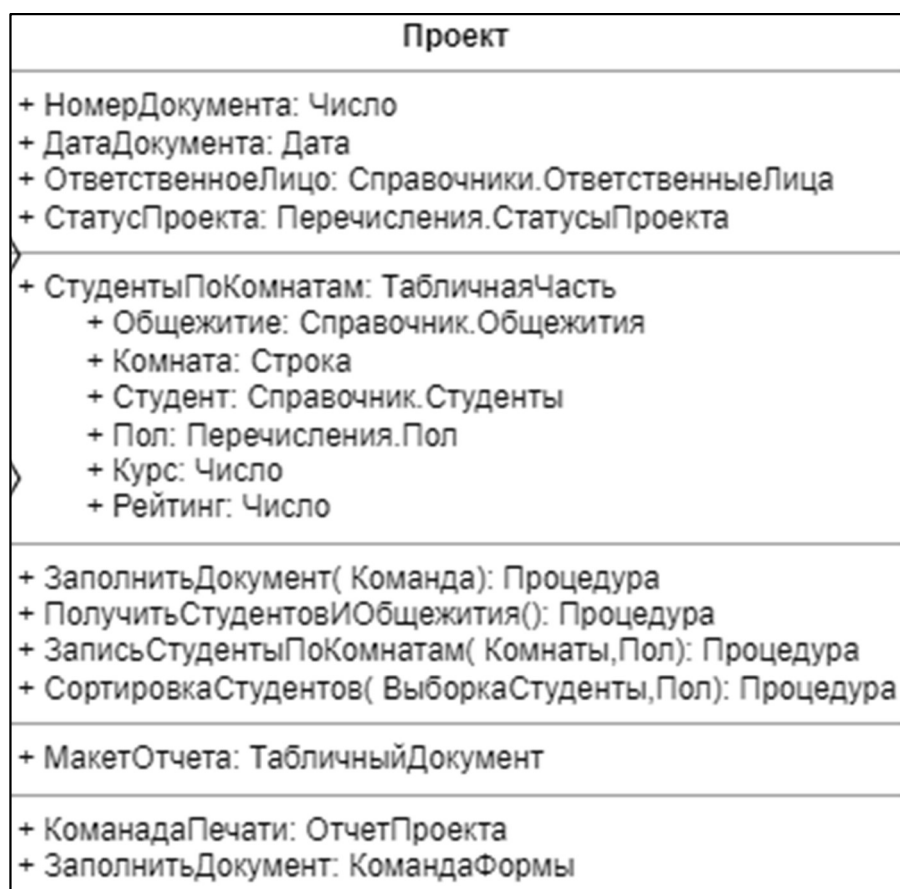 Проект
+ НомерДокумента: Число
+ ДатаДокумента: Дата
+ ОтветственноеЛицо: Справочники.ОтветственныеЛица
+ СтатусПроекта: Перечисления.СтатусыПроекта
+ СтудентыПоКомнатам: ТабличнаяЧасть
+ Общежитие: Справочник.Общежития
+ Комната: Строка
+ Студент: Справочник.Студенты
+ Пол: Перечисления.Пол
+ Курс: Число
+ Рейтинг: Число
+ ЗаполнитьДокумент( Команда): Процедура
+ ПолучитьСтудентовИОбщежития(): Процедура
+ ЗаписьСтудентыПоКомнатам( Комнаты,Пол): Процедура
+ СортировкаСтудентов( ВыборкаСтуденты,Пол): Процедура
+ МакетОтчета: ТабличныйДокумент
+ КоманадаПечати: ОтчетПроекта
+ ЗаполнитьДокумент: КомандаФормы